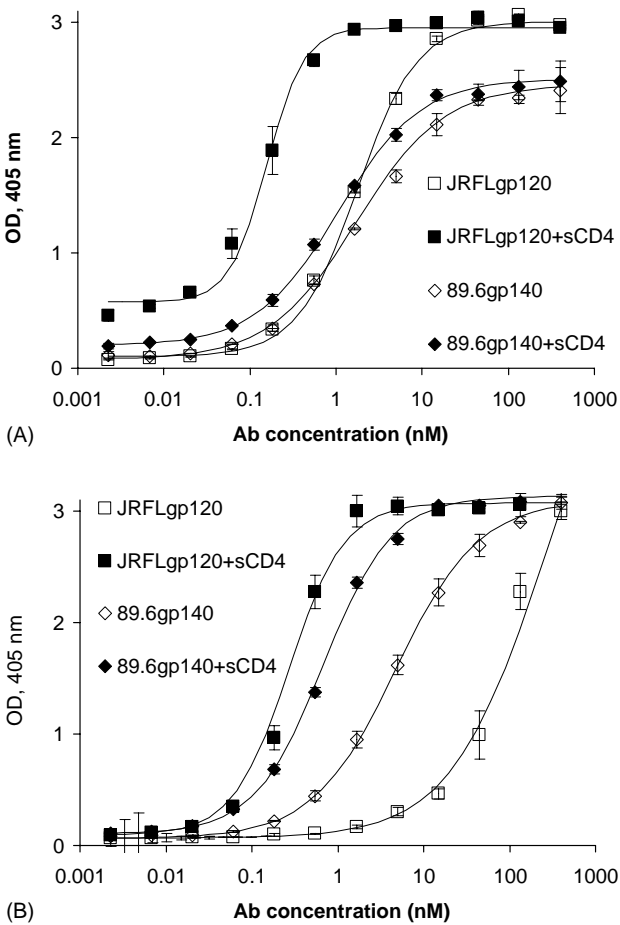 3
2
1
0
OD, 405 nm
JRFLgp120
JRFLgp120+sCD4
89.6gp140
89.6gp140+sCD4
0.001 0.01 0.1 1 10 100 1000
(A) Ab concentration (nM)
3
2
1
0
OD, 405 nm
JRFLgp120
JRFLgp120+sCD4
89.6gp140
89.6gp140+sCD4
0.001 0.01 0.1 1 10 100 1000
(B) Ab concentration (nM)